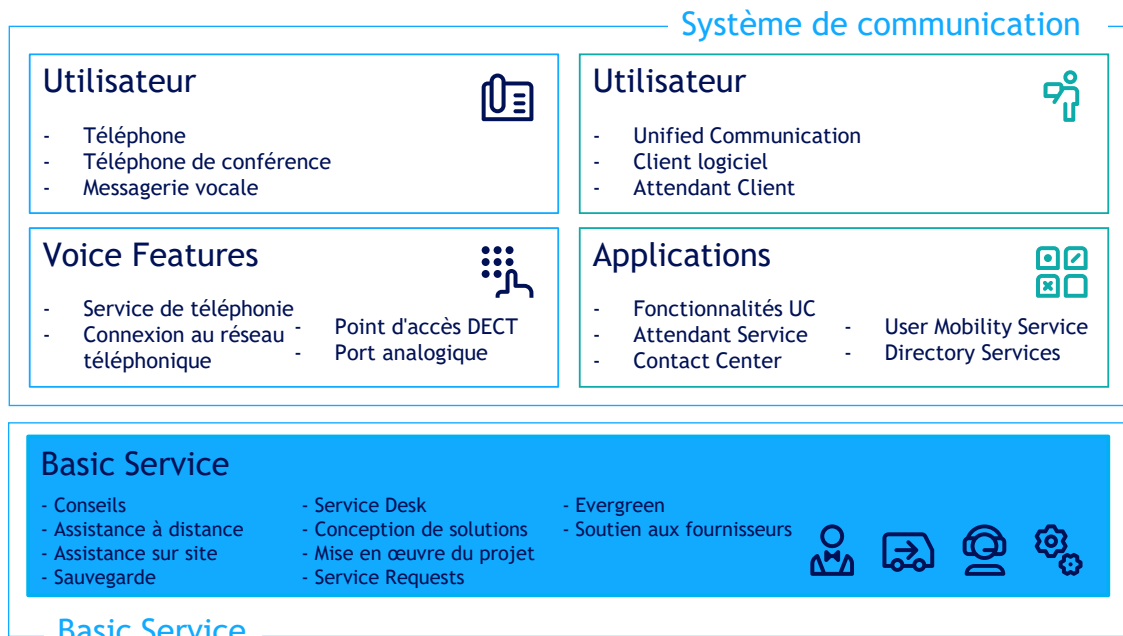 Système de communication
Utilisateur
- Téléphone
- Téléphone de conférence
- Messagerie vocale
Utilisateur
- Unified Communication
- Client logiciel
- Attendant Client
Voice Features
- Service de téléphonie
- Connexion au réseau
téléphonique
- Point d'accès DECT
- Port analogique
Applications
- Fonctionnalités UC
- Attendant Service
- Contact Center
- User Mobility Service
- Directory Services
Basic Service
- Conseils
- Assistance à distance
- Assistance sur site
- Sauvegarde
- Service Desk
- Conception de solutions
- Mise en œuvre du projet
- Service Requests
- Evergreen
- Soutien aux fournisseurs
Basic Service